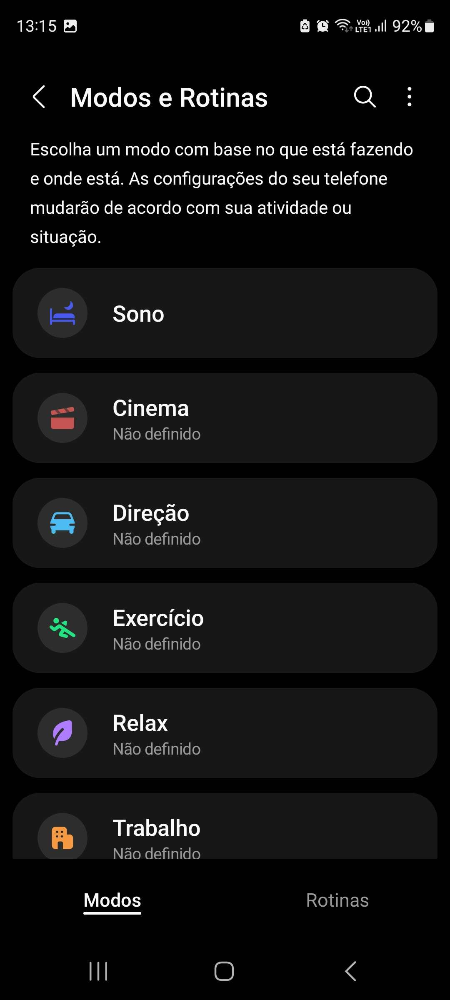 13:15
Vo))
LTE1
92%
Modos e Rotinas
Escolha um modo com base no que está fazendo
e onde está. As configurações do seu telefone
mudarão de acordo com sua atividade ou
situação.
Sono
Cinema
Não definido
Direção
Não definido
Exercício
Não definido
Relax
Não definido
Trabalho
Não definido
Modos
Rotinas